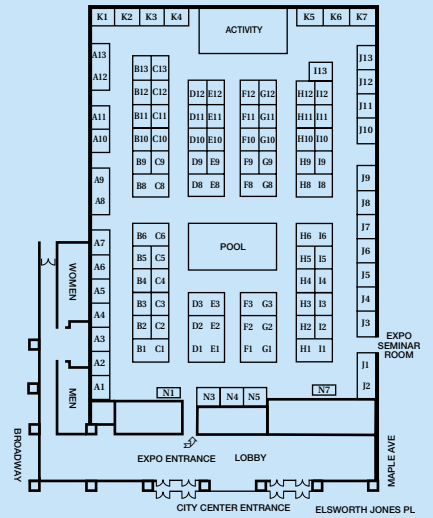 K1 K2 K3 K4 K5 K6 K7
ACTIVITY
A13
A12
A11
A10
A9
A8
A7
A6
A5
A4
A3
A2
A1
B13 C13
B12 C12
B11 C11
B10 C10
B9 C9
B8 C8
D12 E12
D11 E11
D10 E10
D9 E9
D8 E8
F12 G12
F11 G11
F10 G10
F9 G9
F8 G8
I13
H12 I12
H11 I11
H10 I10
H9 I9
H8 I8
J13
J12
J11
J10
J9
J8
J7
J6
J5
J4
J3
J1
J2
B6 C6
B5 C5
B4 C4
B3 C3
B2 C2
B1 C1
POOL
D3 E3
D2 E2
D1 E1
F3 G3
F2 G2
F1 G1
H6 I6
H5 I5
H4 I4
H3 I3
H2 I2
H1 I1
WOMEN
MEN
EXPO
SEMINAR
ROOM
N1
N3 N4 N5
N7
BROADWAY
EXPO ENTRANCE
LOBBY
MAPLE AVE
CITY CENTER ENTRANCE
ELSWORTH JONES PL